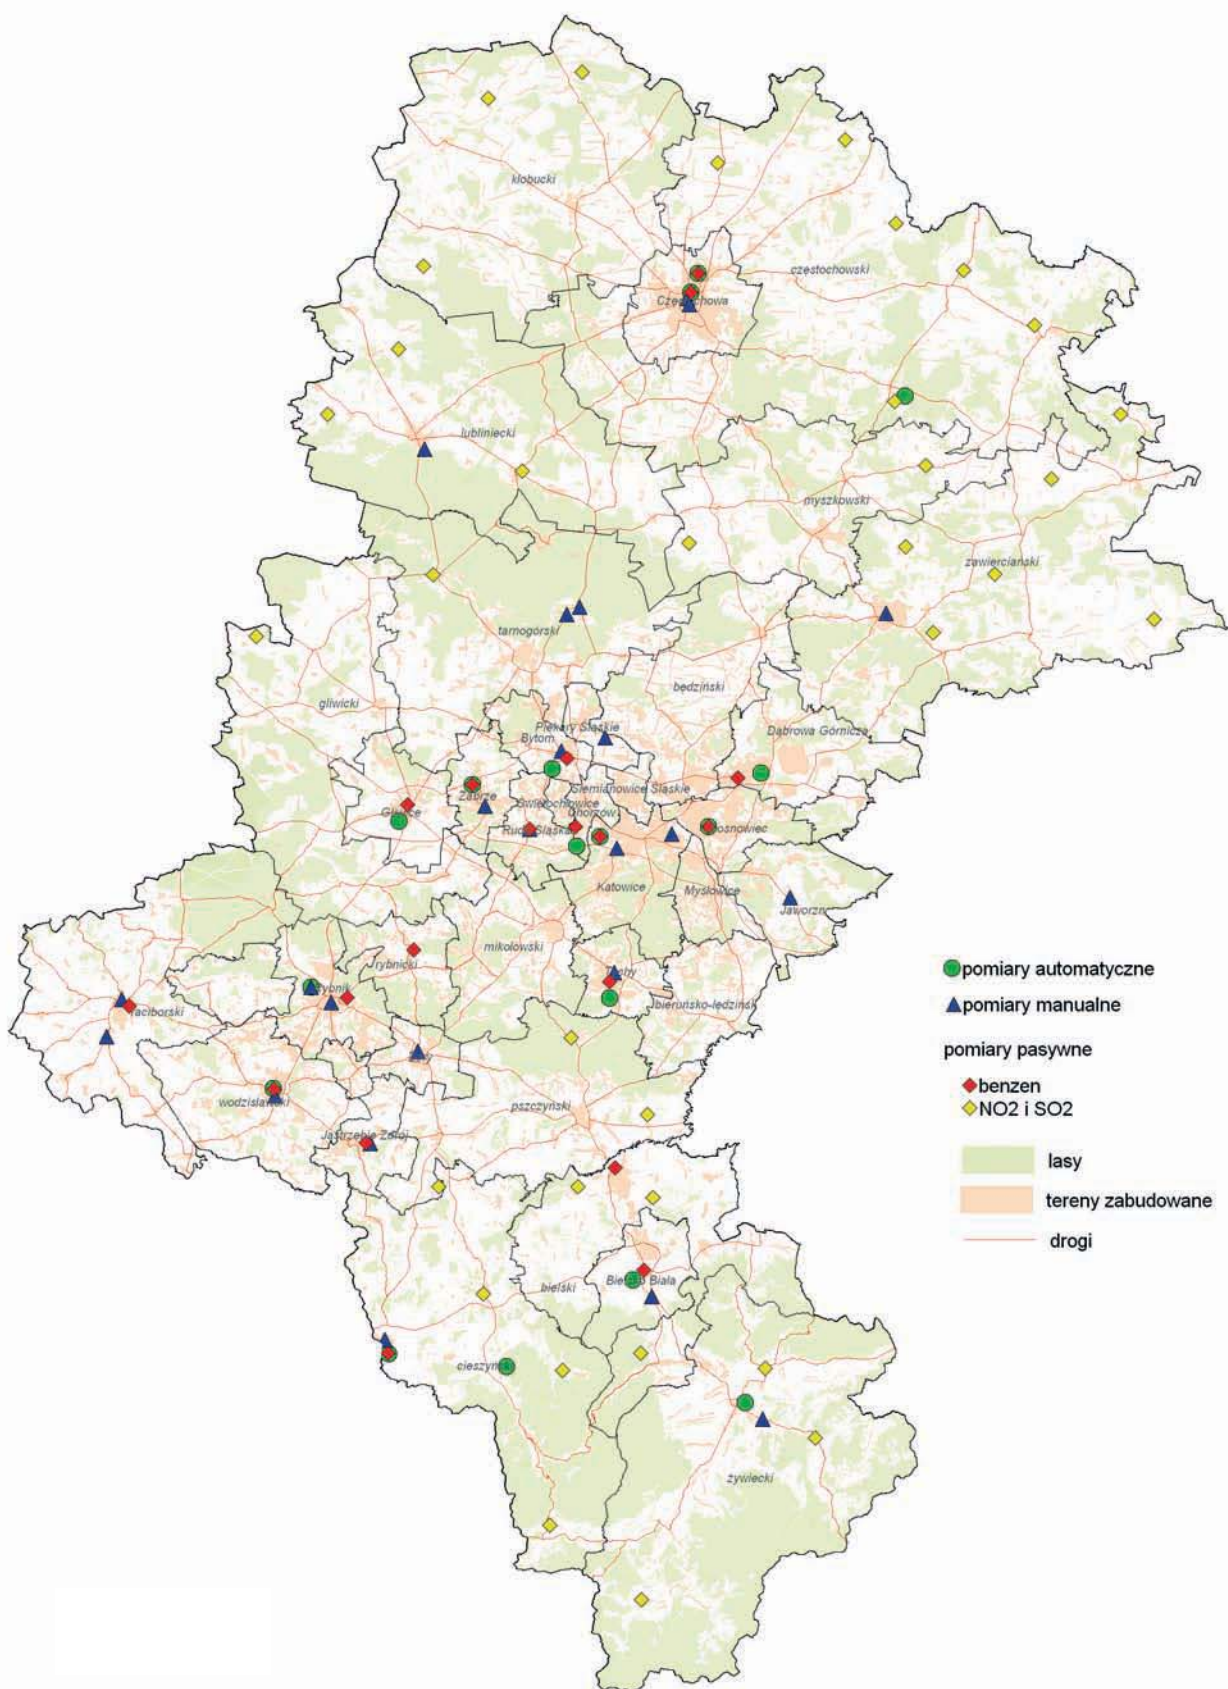 kłobucki
częstochowski
Częstochowa
lubliniecki
myszkowski
zawierciański
tarnogórski
będziński
gliwicki
Piekary Śląskie
Bytom
Dąbrowa Górnicza
Siemianowice Śląskie
Zabrze
Świętochłowice
Chorzów
Gliwice
Ruda Śląska
Sosnowiec
Katowice
Mysłowice
Jaworzno
mikołowski
rybnicki
Tychy
pomiary automatyczne
Rybnik
bieruńsko-lędziński
pomiary manualne
raciborski
pomiary pasywne
Żory
benzen
wodzisławski
pszczyński
NO2 i SO2
Jastrzębie Zdrój
lasy
tereny zabudowane
drogi
bielski
Bielsko Biała
cieszyński
żywiecki